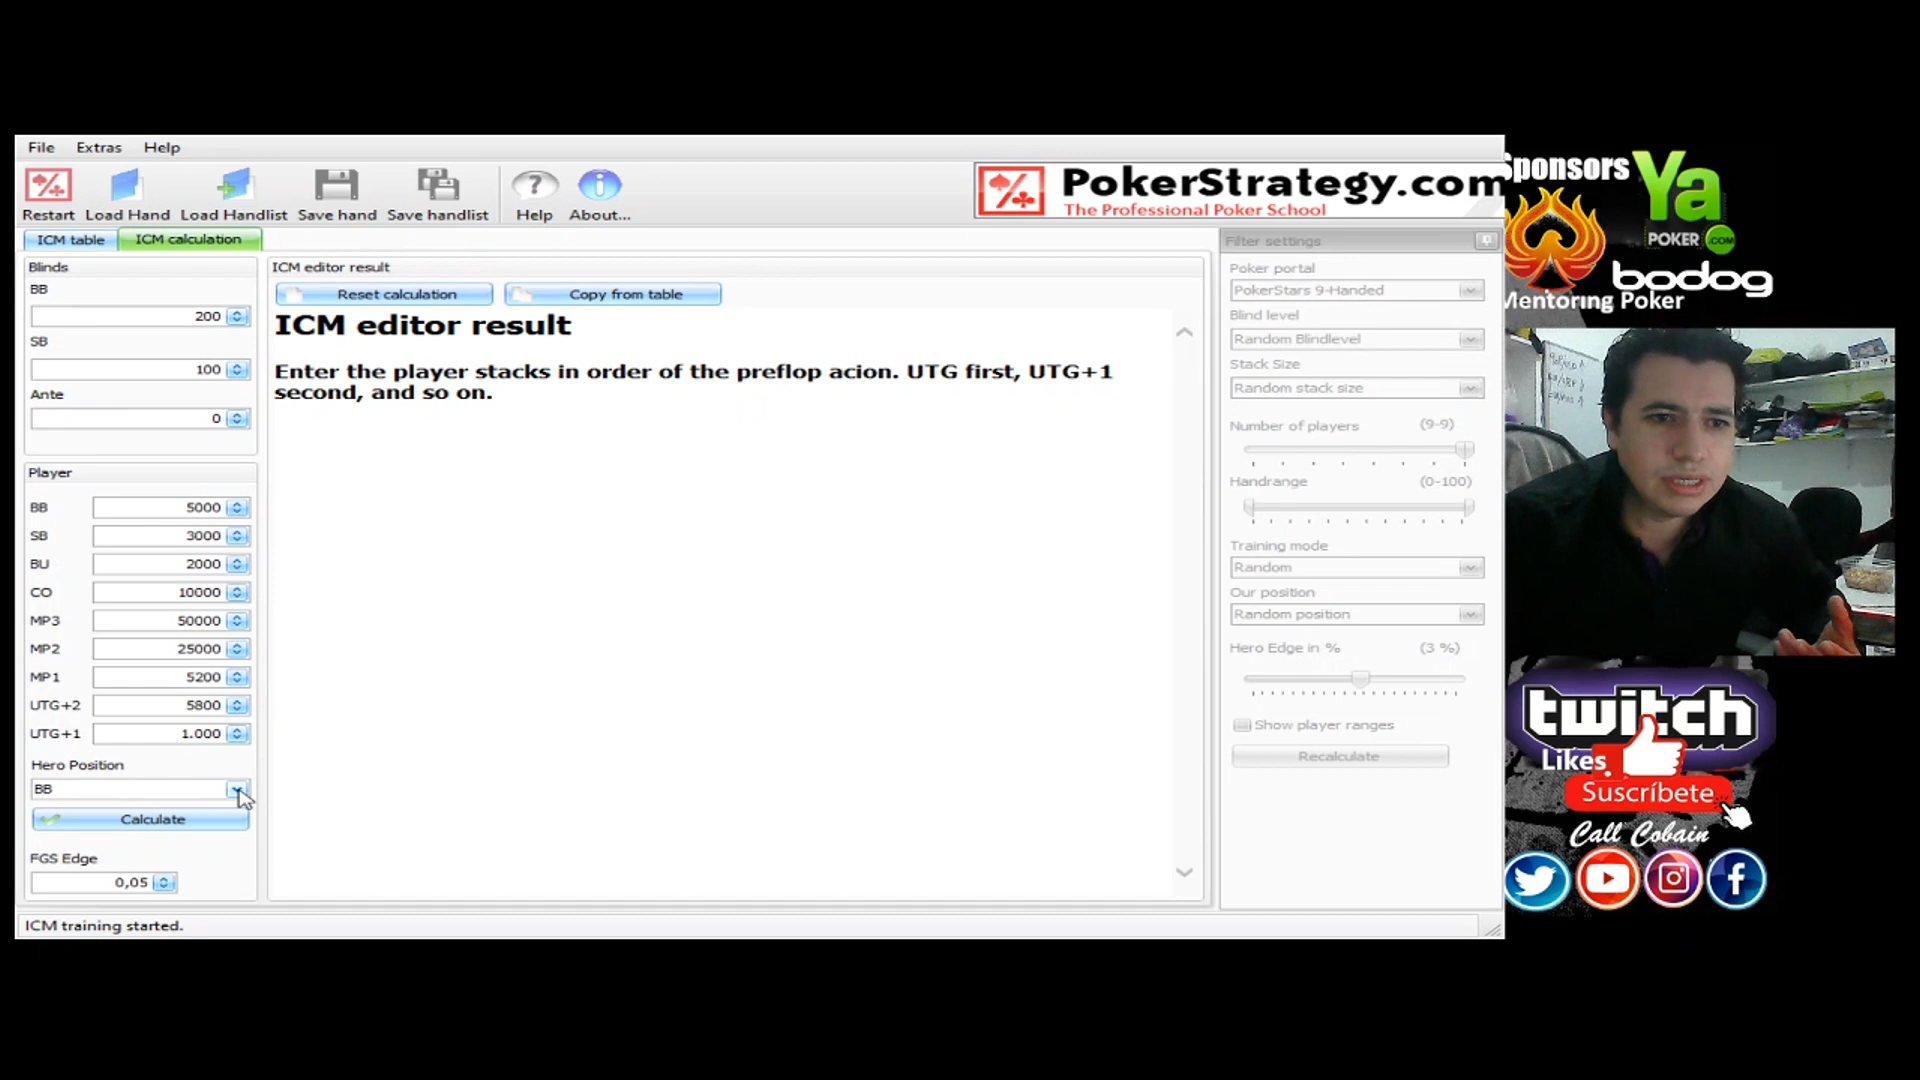 File Extras Help
Restart Load Hand Load Handlist Save hand Save handlist Help About...
PokerStrategy.com
The Professional Poker School
ICM table ICM calculation
Blinds
BB
200
SB
100
Ante
0
Player
BB 5000
SB 3000
BU 2000
CO 10000
MP3 50000
MP2 25000
MP1 5200
UTG+2 5800
UTG+1 1.000
Hero Position
BB
Calculate
FGS Edge
0,05
ICM training started.
ICM editor result
Reset calculation Copy from table
ICM editor result
Enter the player stacks in order of the preflop acion. UTG first, UTG+1
second, and so on.
Filter settings
Poker portal
PokerStars 9-Handed
Blind level
Random Blindlevel
Stack Size
Random stack size
Number of players (9-9)
Handrange (0-100)
Training mode
Random
Our position
Random position
Hero Edge in % (3 %)
Show player ranges
Recalculate
Sponsors
Ya
POKER .COM
bodog
Mentoring Poker
twitch
Likes
Suscríbete
Call Cobain